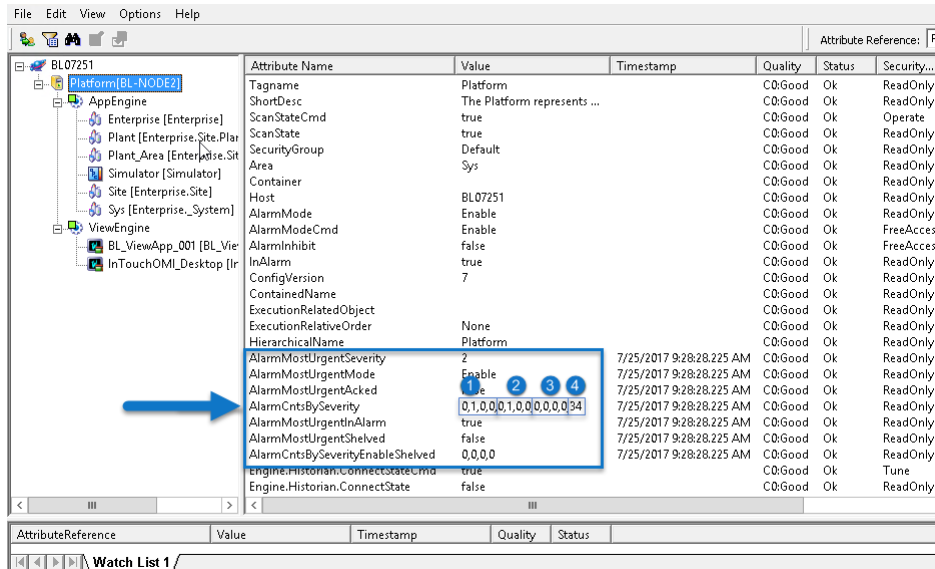 File Edit View Options Help
Attribute Reference:
BL07251
Platform[BL-NODE2]
AppEngine
Enterprise [Enterprise]
Plant [Enterprise.Site.Plan
Plant_Area [Enterprise.Sit
Simulator [Simulator]
Site [Enterprise.Site]
Sys [Enterprise._System]
ViewEngine
BL_ViewApp_001 [BL_Vie
InTouchOMI_Desktop [In
Attribute Name Value Timestamp Quality Status Security...
Tagname Platform C0:Good Ok ReadOnly
ShortDesc The Platform represents ... C0:Good Ok ReadOnly
ScanStateCmd true C0:Good Ok Operate
ScanState true C0:Good Ok ReadOnly
SecurityGroup Default C0:Good Ok ReadOnly
Area Sys C0:Good Ok ReadOnly
Container C0:Good Ok ReadOnly
Host BL07251 C0:Good Ok ReadOnly
AlarmMode Enable C0:Good Ok ReadOnly
AlarmModeCmd Enable C0:Good Ok FreeAcces
AlarmInhibit false C0:Good Ok FreeAcces
InAlarm true C0:Good Ok ReadOnly
ConfigVersion 7 C0:Good Ok ReadOnly
ContainedName C0:Good Ok ReadOnly
ExecutionRelatedObject C0:Good Ok ReadOnly
ExecutionRelativeOrder None C0:Good Ok ReadOnly
HierarchicalName Platform C0:Good Ok ReadOnly
AlarmMostUrgentSeverity 2 7/25/2017 9:28:28.225 AM C0:Good Ok ReadOnly
AlarmMostUrgentMode Enable 7/25/2017 9:28:28.225 AM C0:Good Ok ReadOnly
1 2 3 4
AlarmMostUrgentAcked 7/25/2017 9:28:28.225 AM C0:Good Ok ReadOnly
AlarmCntsBySeverity 0,1,0,0,0,1,0,0,0,0,0,0,34 7/25/2017 9:28:28.225 AM C0:Good Ok ReadOnly
AlarmMostUrgentInAlarm true 7/25/2017 9:28:28.225 AM C0:Good Ok ReadOnly
AlarmMostUrgentShelved false 7/25/2017 9:28:28.225 AM C0:Good Ok ReadOnly
AlarmCntsBySeverityEnableShelved 0,0,0,0 7/25/2017 9:28:28.225 AM C0:Good Ok ReadOnly
Engine.Historian.ConnectStateCmd true C0:Good Ok Tune
Engine.Historian.ConnectState false C0:Good Ok ReadOnly
AttributeReference Value Timestamp Quality Status
Watch List 1